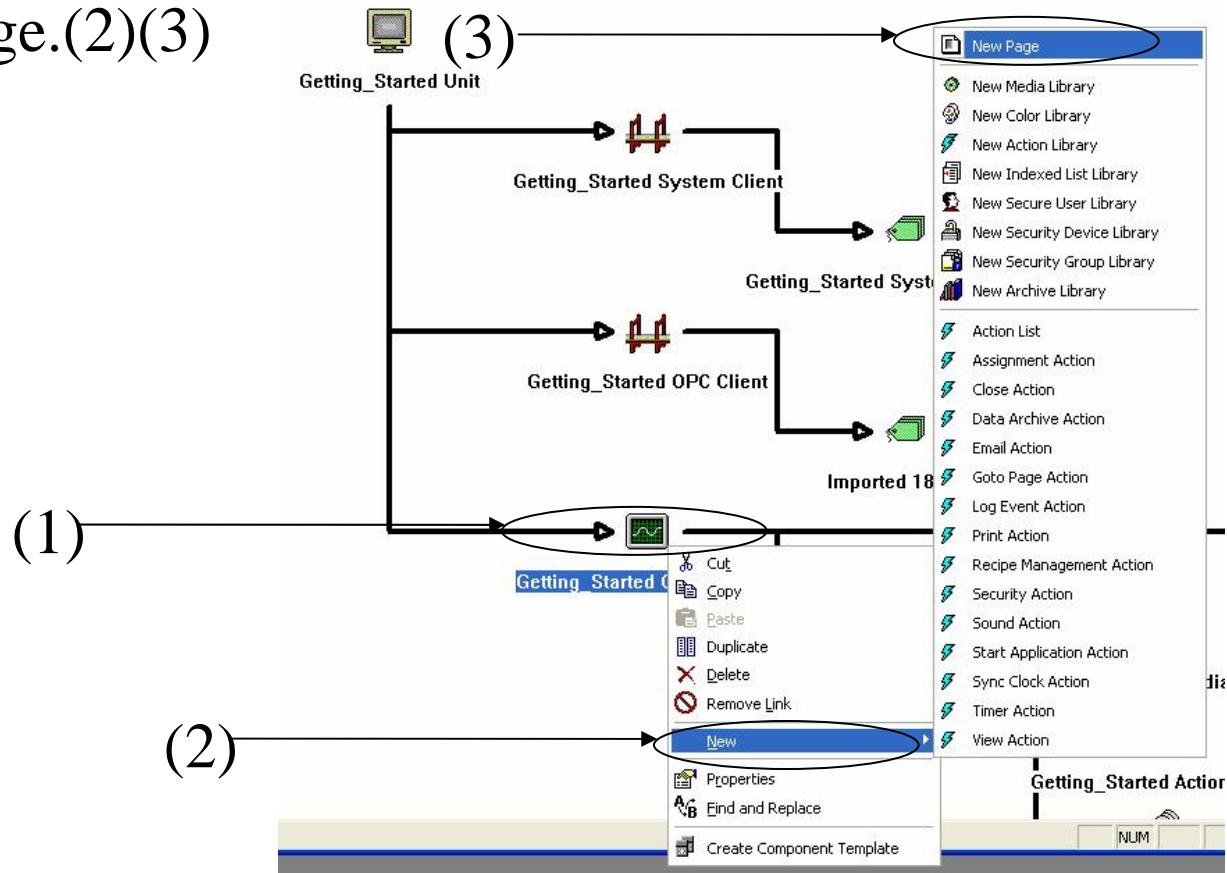 ge.(2)(3)
(3)
Getting_Started Unit
Getting_Started System Client
Getting_Started Syst
Getting_Started OPC Client
Imported 18
(1)
Getting_Started
Cut
Copy
Paste
Duplicate
Delete
Remove Link
(2)
New
Properties
Find and Replace
Create Component Template
New Page
New Media Library
New Color Library
New Action Library
New Indexed List Library
New Secure User Library
New Security Device Library
New Security Group Library
New Archive Library
Action List
Assignment Action
Close Action
Data Archive Action
Email Action
Goto Page Action
Log Event Action
Print Action
Recipe Management Action
Security Action
Sound Action
Start Application Action
Sync Clock Action
Timer Action
View Action
dia
Getting_Started Action
NUM